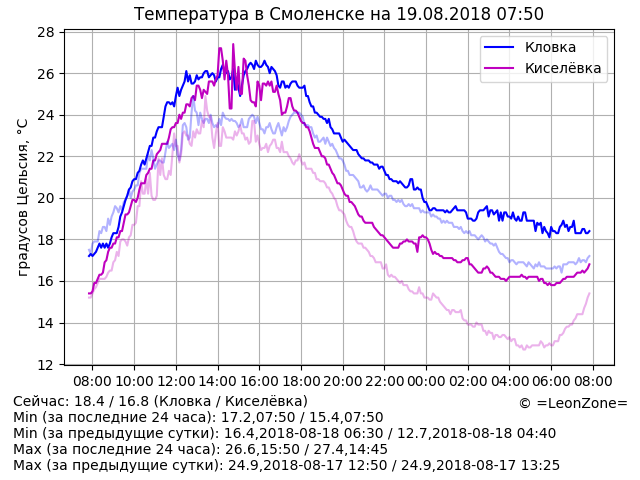 Температура в Смоленске на 19.08.2018 07:50
Кловка
Киселёвка
градусов Цельсия, °C
28
26
24
22
20
18
16
14
12
08:00 10:00 12:00 14:00 16:00 18:00 20:00 22:00 00:00 02:00 04:00 06:00 08:00
Сейчас: 18.4 / 16.8 (Кловка / Киселёвка)
© =LeonZone=
Min (за последние 24 часа): 17.2,07:50 / 15.4,07:50
Min (за предыдущие сутки): 16.4,2018-08-18 06:30 / 12.7,2018-08-18 04:40
Max (за последние 24 часа): 26.6,15:50 / 27.4,14:45
Max (за предыдущие сутки): 24.9,2018-08-17 12:50 / 24.9,2018-08-17 13:25